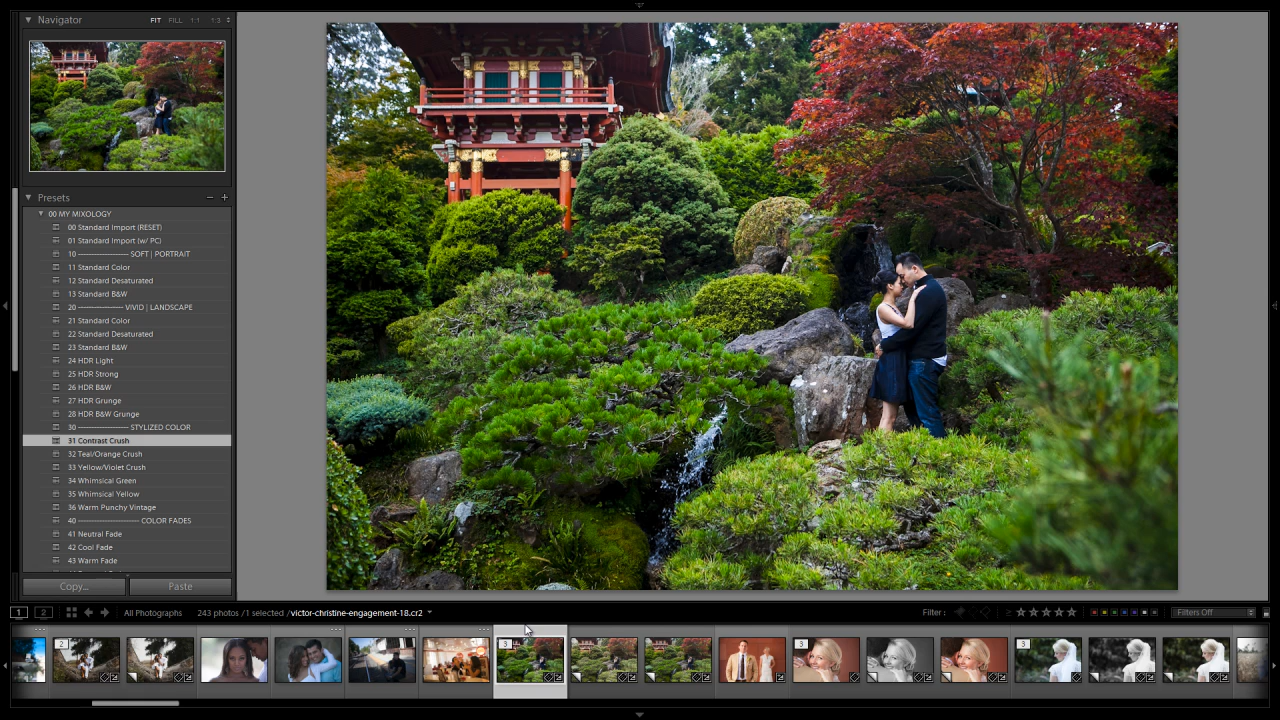 Navigator FIT FILL 1:1 1:3
Presets
00 MY MIXOLOGY
00 Standard Import (RESET)
01 Standard Import (w/ PC)
10 ---------------- SOFT | PORTRAIT
11 Standard Color
12 Standard Desaturated
13 Standard B&W
20 ---------------- VIVID | LANDSCAPE
21 Standard Color
22 Standard Desaturated
23 Standard B&W
24 HDR Light
25 HDR Strong
26 HDR B&W
27 HDR Grunge
28 HDR B&W Grunge
30 ---------------- STYLIZED COLOR
31 Contrast Crush
32 Teal/Orange Crush
33 Yellow/Violet Crush
34 Whimsical Green
35 Whimsical Yellow
36 Warm Punchy Vintage
40 ------------------- COLOR FADES
41 Neutral Fade
42 Cool Fade
43 Warm Fade
Copy... Paste
1 2 All Photographs 243 photos /1 selected /victor-christine-engagement-18.cr2 Filter : Filters Off
2 3 3 3